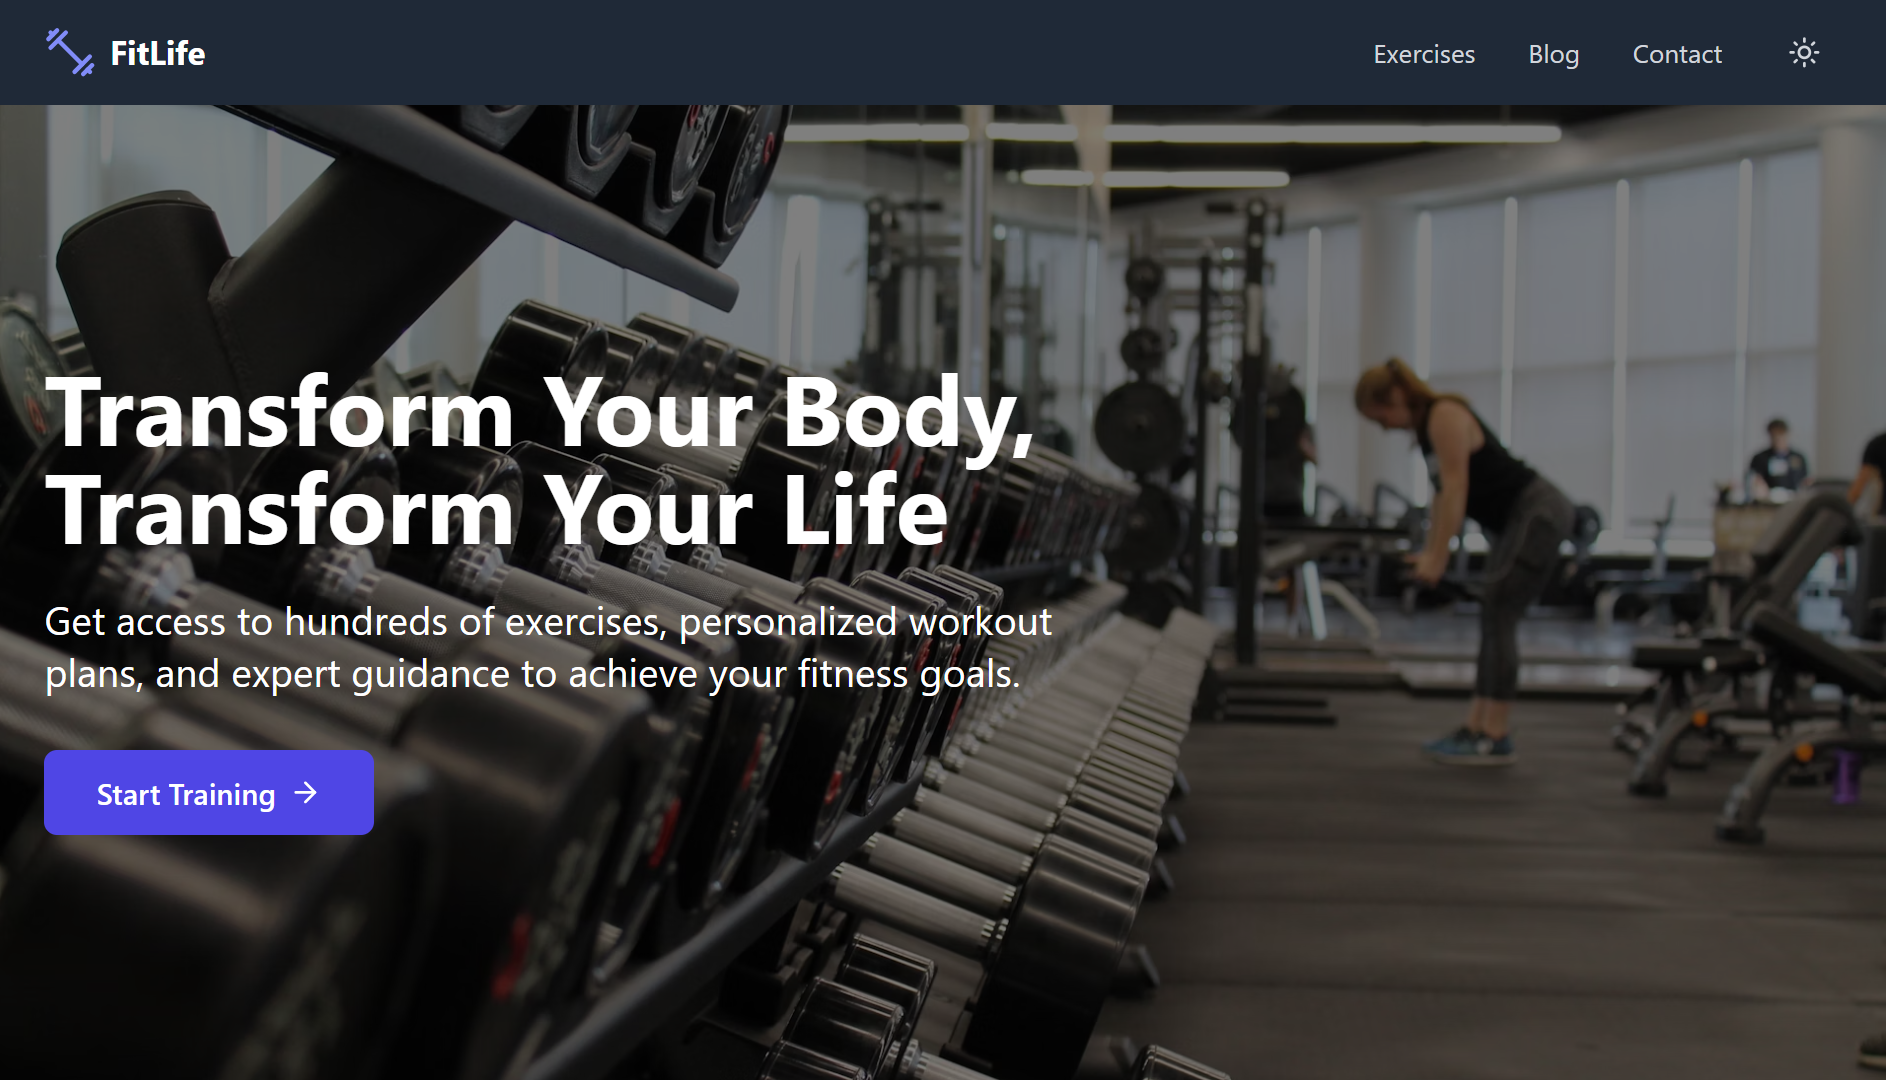 FitLife
Exercises
Blog
Contact
Transform Your Body,
Transform Your Life
Get access to hundreds of exercises, personalized workout
plans, and expert guidance to achieve your fitness goals.
Start Training